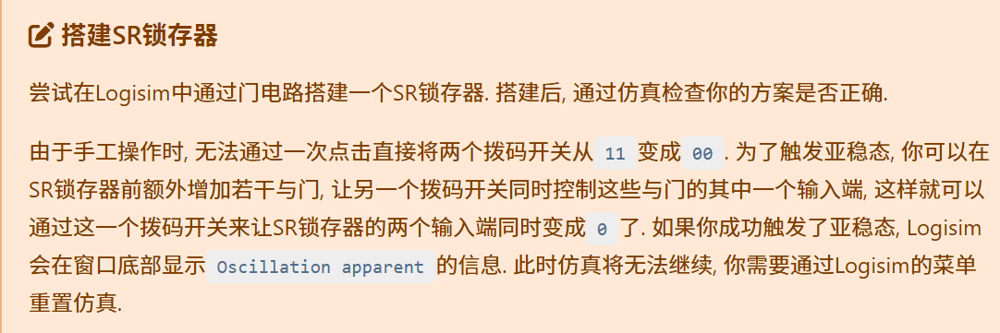 搭建SR锁存器
尝试在Logisim中通过门电路搭建一个SR锁存器. 搭建后, 通过仿真检查你的方案是否正确.
由于手工操作时, 无法通过一次点击直接将两个拨码开关从 11 变成 00 . 为了触发亚稳态, 你可以在
SR锁存器前额外增加若干与门, 让另一个拨码开关同时控制这些与门的其中一个输入端, 这样就可以
通过这一个拨码开关来让SR锁存器的两个输入端同时变成 0 了. 如果你成功触发了亚稳态, Logisim
会在窗口底部显示 Oscillation apparent 的信息. 此时仿真将无法继续, 你需要通过Logisim的菜单
重置仿真.